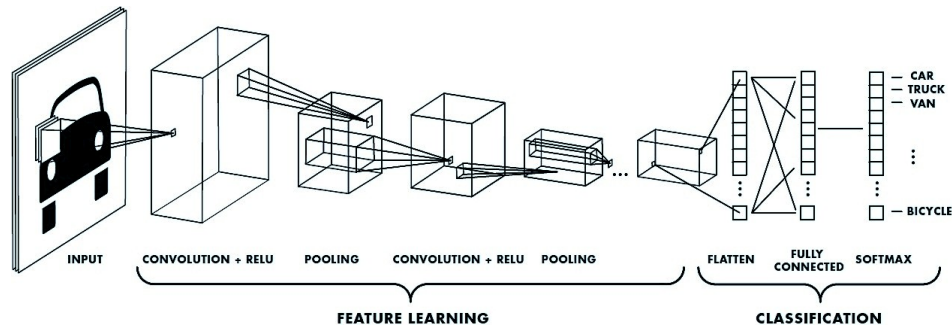 CAR
TRUCK
VAN
...
⋮
⋮
⋮
⋮
BICYCLE
INPUT
CONVOLUTION + RELU
POOLING
CONVOLUTION + RELU
POOLING
FLATTEN
FULLY
CONNECTED
SOFTMAX
FEATURE LEARNING
CLASSIFICATION